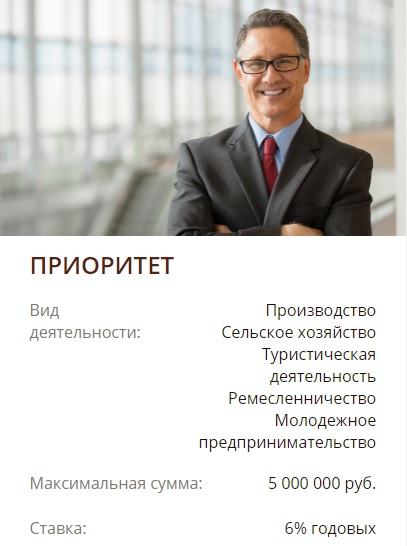 ПРИОРИТЕТ
Вид
деятельности:
Производство
Сельское хозяйство
Туристическая
деятельность
Ремесленничество
Молодежное
предпринимательство
Максимальная сумма: 5 000 000 руб.
Ставка: 6% годовых